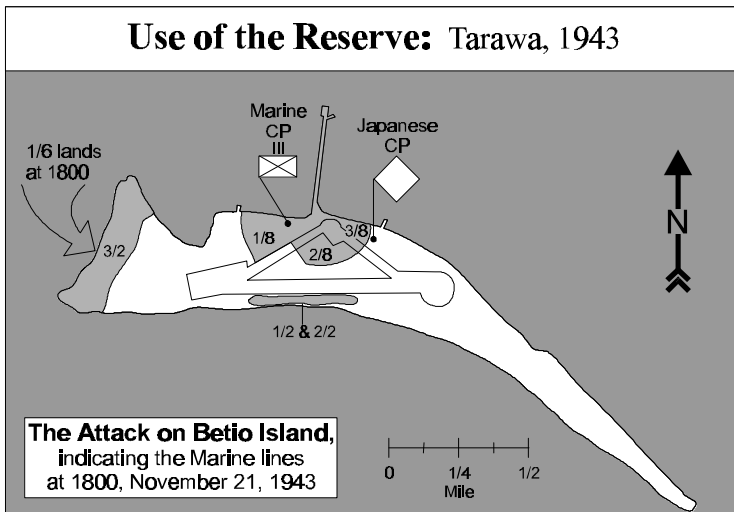 Use of the Reserve: Tarawa, 1943
Marine
CP
III
Japanese
CP
1/6 lands
at 1800
3/2
1/8
2/8
3/8
N
1/2 & 2/2
The Attack on Betio Island,
indicating the Marine lines
at 1800, November 21, 1943
0 1/4 1/2
Mile